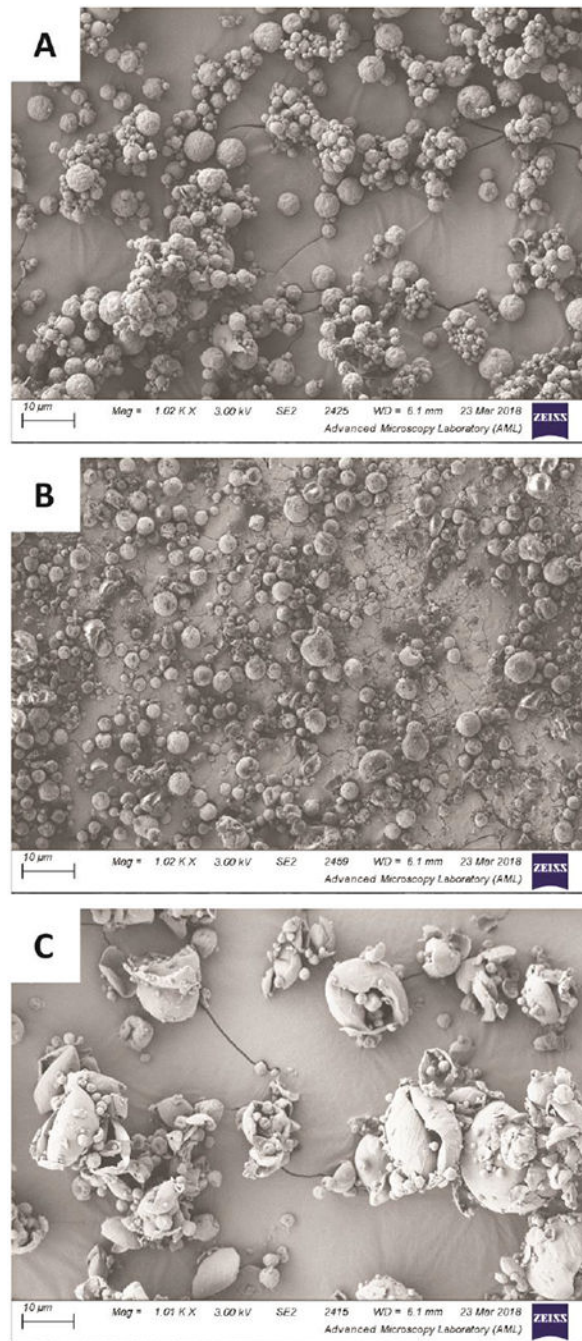 A
10 µm
Mag = 1.02 K X 3.00 kV SE2 2425 WD = 6.1 mm 23 Mar 2018
Advanced Microscopy Laboratory (AML)
ZEISS
B
10 µm
Mag = 1.02 K X 3.00 kV SE2 2459 WD = 6.1 mm 23 Mar 2018
Advanced Microscopy Laboratory (AML)
ZEISS
C
10 µm
Mag = 1.01 K X 3.00 kV SE2 2415 WD = 6.1 mm 23 Mar 2018
Advanced Microscopy Laboratory (AML)
ZEISS